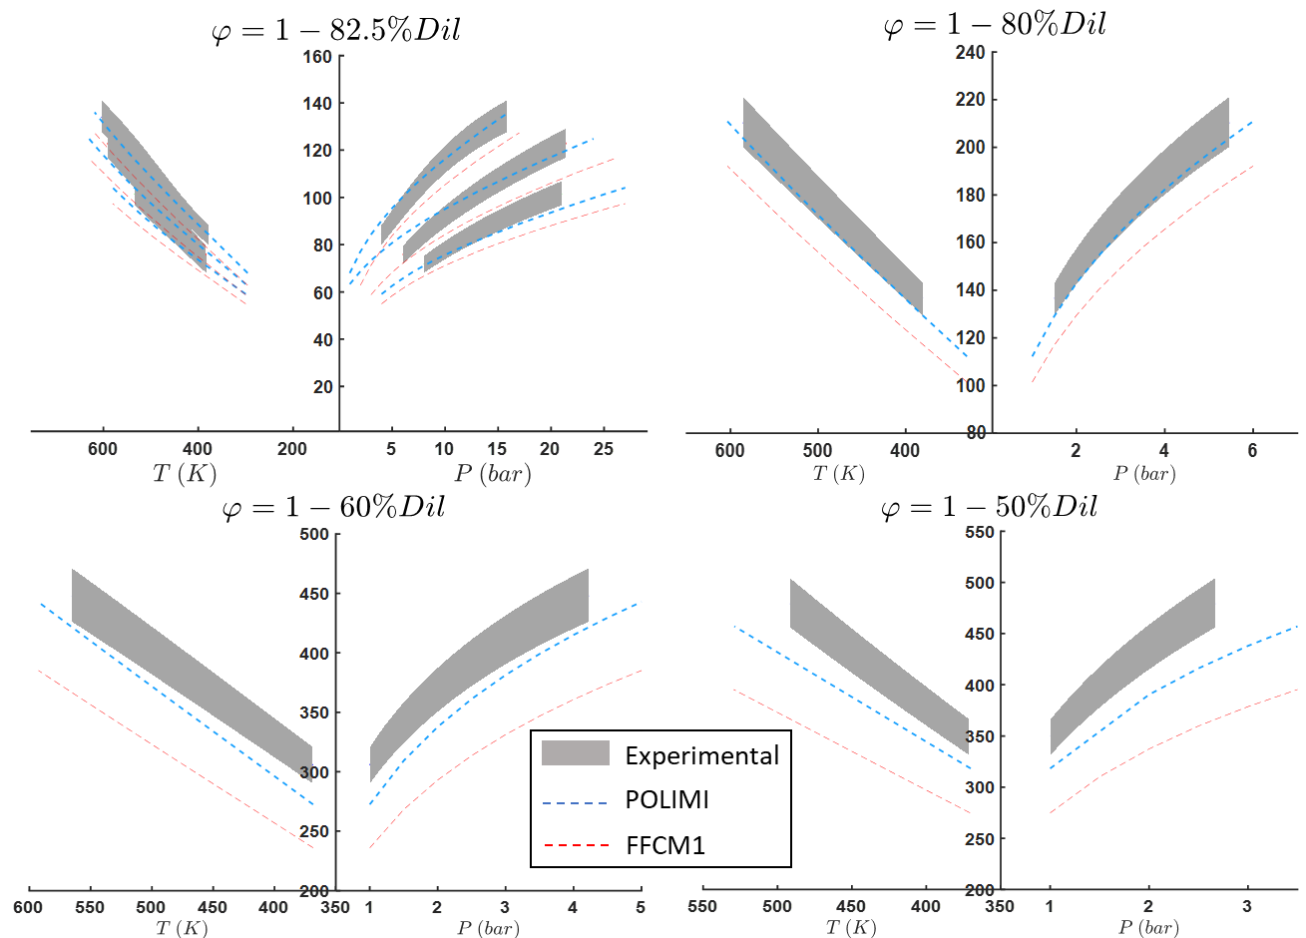 φ = 1 − 82.5%Dil
160
140
120
100
80
60
40
20
600 400 200
5 10 15 20 25
T (K)
P (bar)
φ = 1 − 80%Dil
240
220
200
180
160
140
120
100
80
600 500 400
2 4 6
T (K)
P (bar)
φ = 1 − 60%Dil
500
450
400
350
300
250
200
600 550 500 450 400 350
1 2 3 4 5
T (K)
P (bar)
φ = 1 − 50%Dil
550
500
450
400
350
300
250
200
550 500 450 400 350
1 2 3
T (K)
P (bar)
Experimental
POLIMI
FFCM1